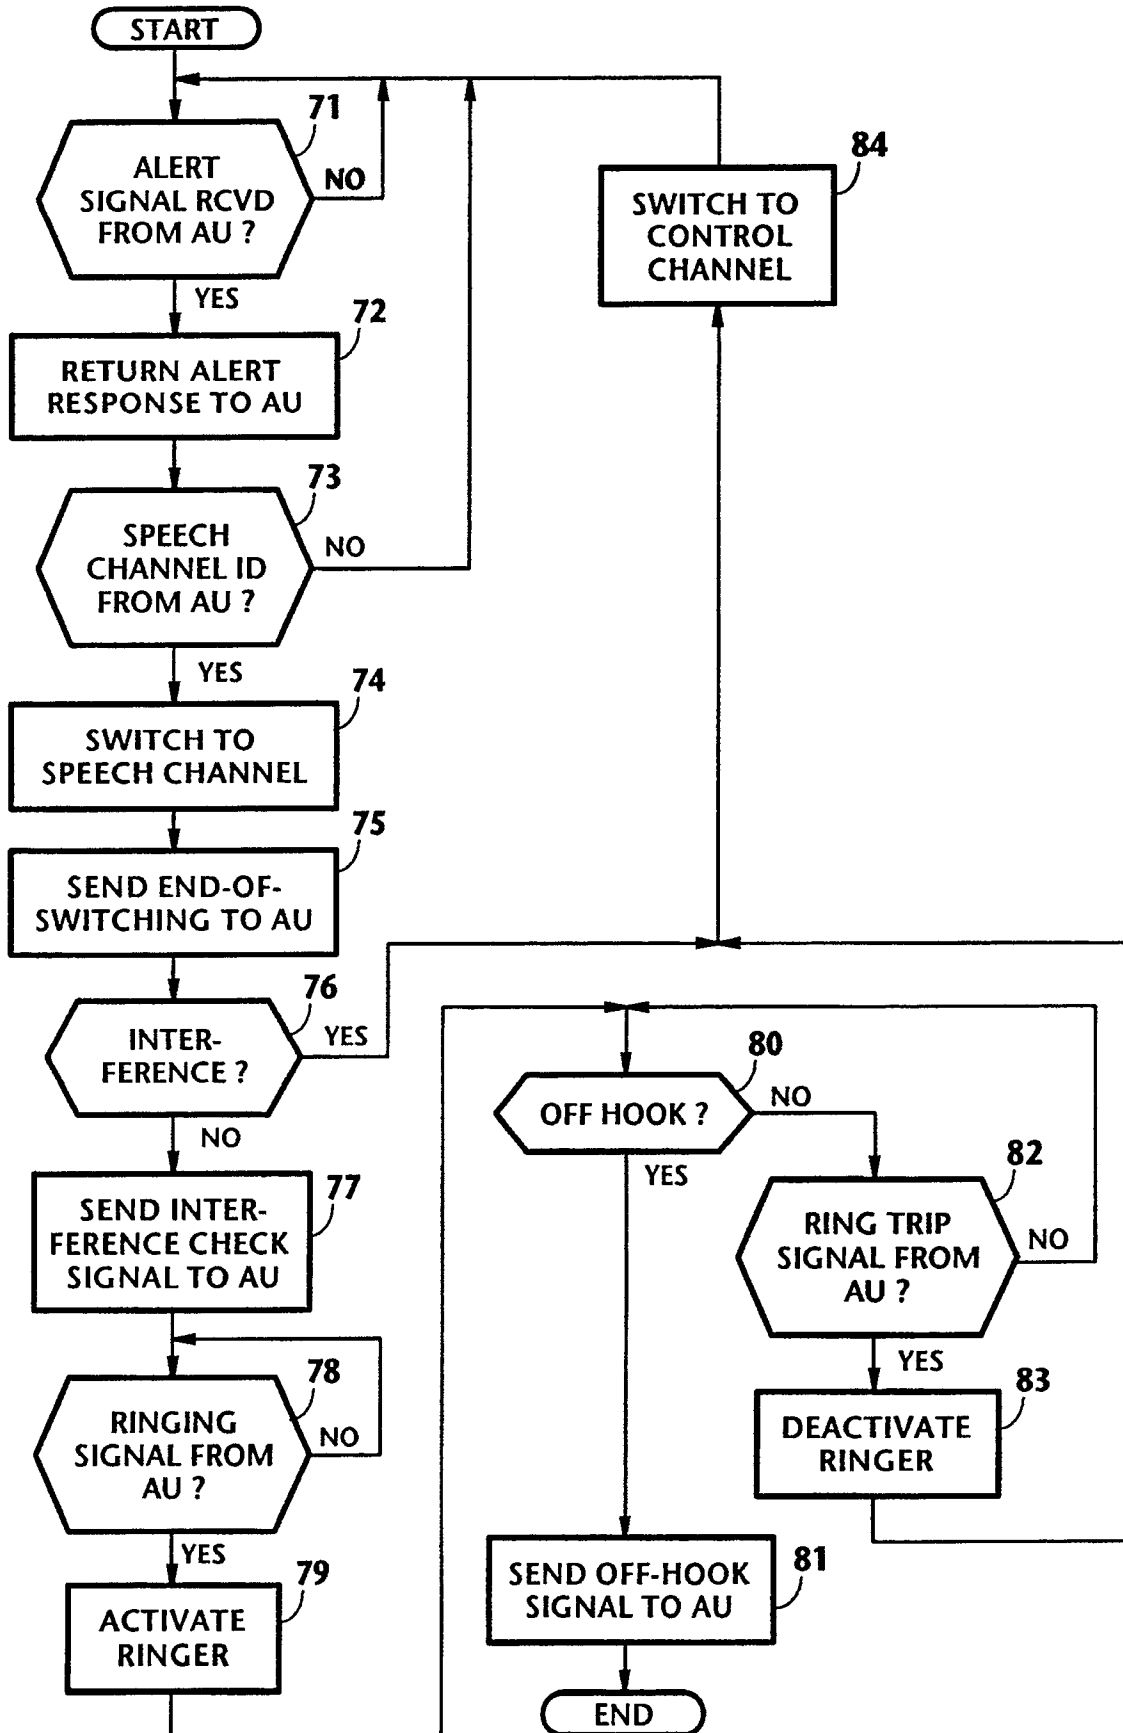 START
71
ALERT
SIGNAL RCVD
FROM AU ?
NO
YES
72
RETURN ALERT
RESPONSE TO AU
73
SPEECH
CHANNEL ID
FROM AU ?
NO
YES
74
SWITCH TO
SPEECH CHANNEL
75
SEND END-OF-
SWITCHING TO AU
76
INTER-
FERENCE ?
YES
NO
77
SEND INTER-
FERENCE CHECK
SIGNAL TO AU
78
RINGING
SIGNAL FROM
AU ?
NO
YES
79
ACTIVATE
RINGER
84
SWITCH TO
CONTROL
CHANNEL
80
OFF HOOK ?
NO
YES
82
RING TRIP
SIGNAL FROM
AU ?
NO
YES
83
DEACTIVATE
RINGER
81
SEND OFF-HOOK
SIGNAL TO AU
END